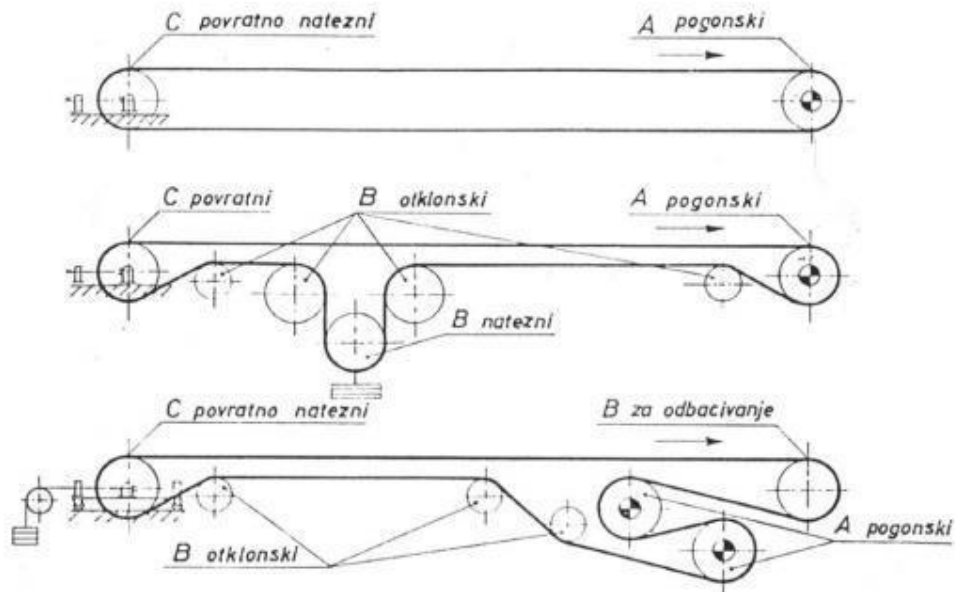 C povratno natezni
A pogonski
C povratni
B otklonski
A pogonski
B natezni
C povratno natezni
B za odbacivanje
B otklonski
A pogonski